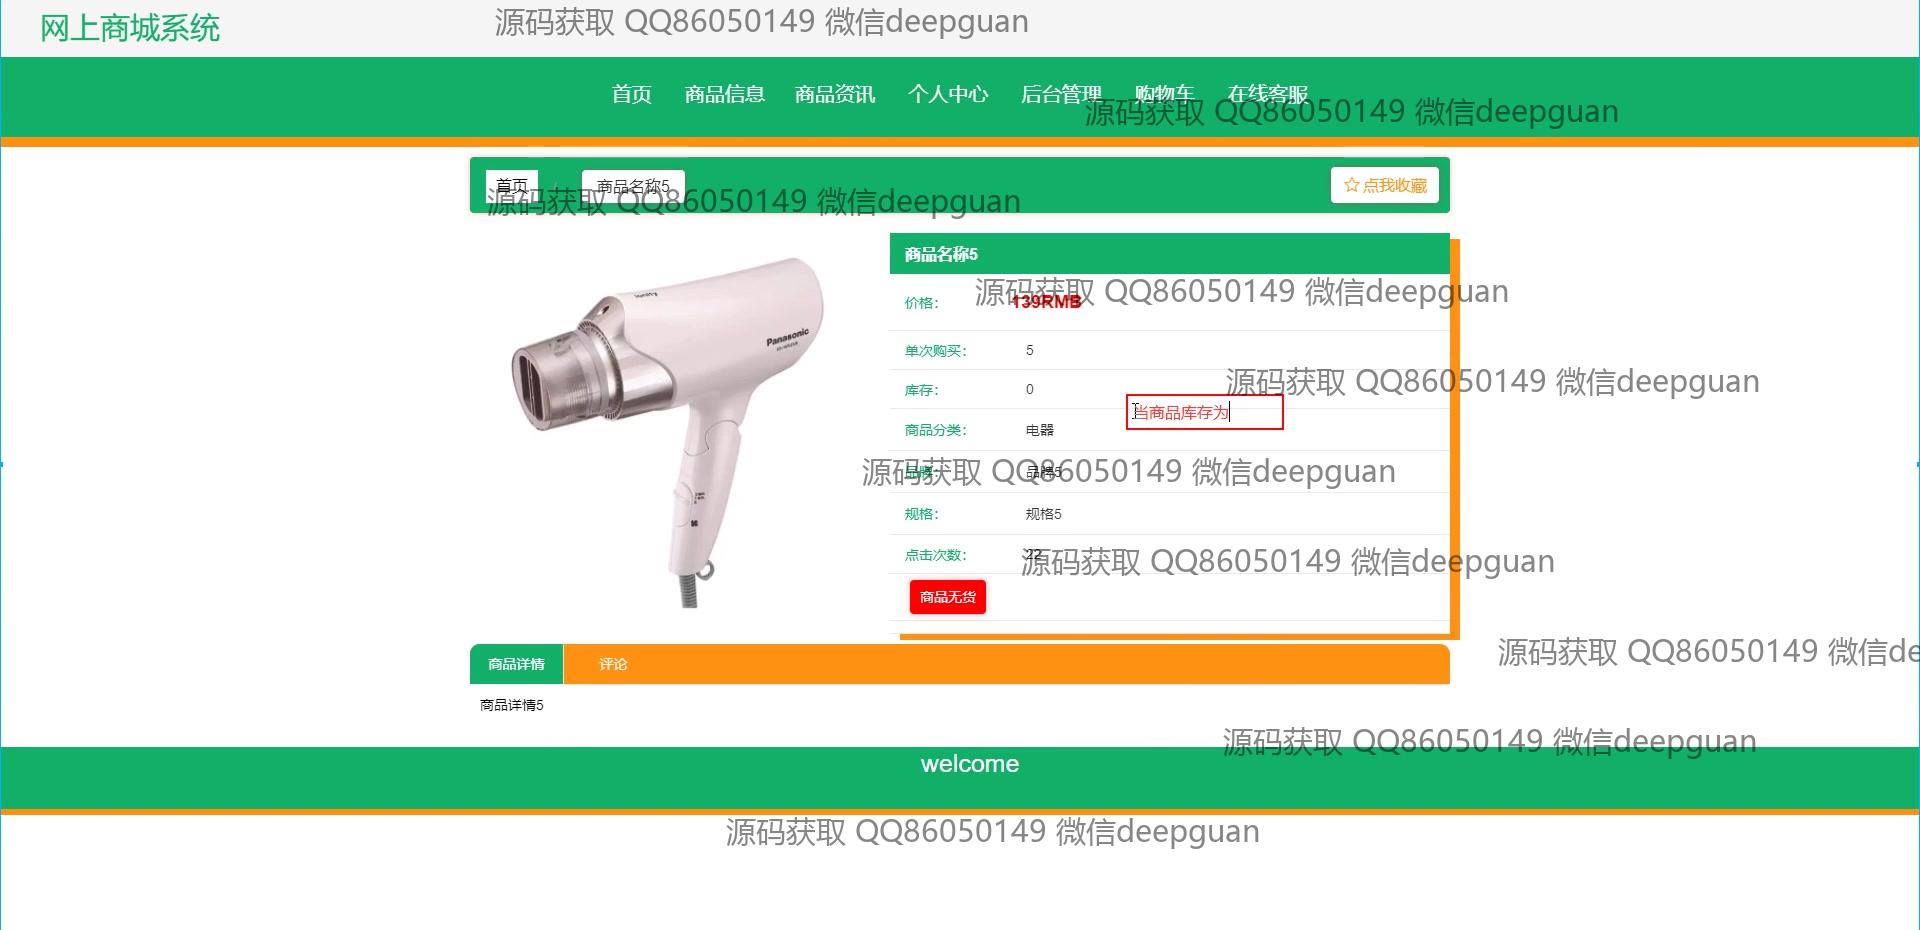 网上商城系统
源码获取 QQ86050149 微信deepguan
首页 商品信息 商品资讯 个人中心 后台管理 购物车 在线客服
源码获取 QQ86050149 微信deepguan
首页 商品名称5 ☆ 点我收藏
源码获取 QQ86050149 微信deepguan
商品名称5
源码获取 QQ86050149 微信deepguan
价格: 139RMB
Panasonic
单次购买: 5
源码获取 QQ86050149 微信deepguan
库存: 0
当商品库存为
商品分类: 电器
源码获取 QQ86050149 微信deepguan
品牌: 品牌5
规格: 规格5
点击次数: 22
源码获取 QQ86050149 微信deepguan
商品无货
源码获取 QQ86050149 微信de
商品详情 评论
商品详情5
源码获取 QQ86050149 微信deepguan
welcome
源码获取 QQ86050149 微信deepguan